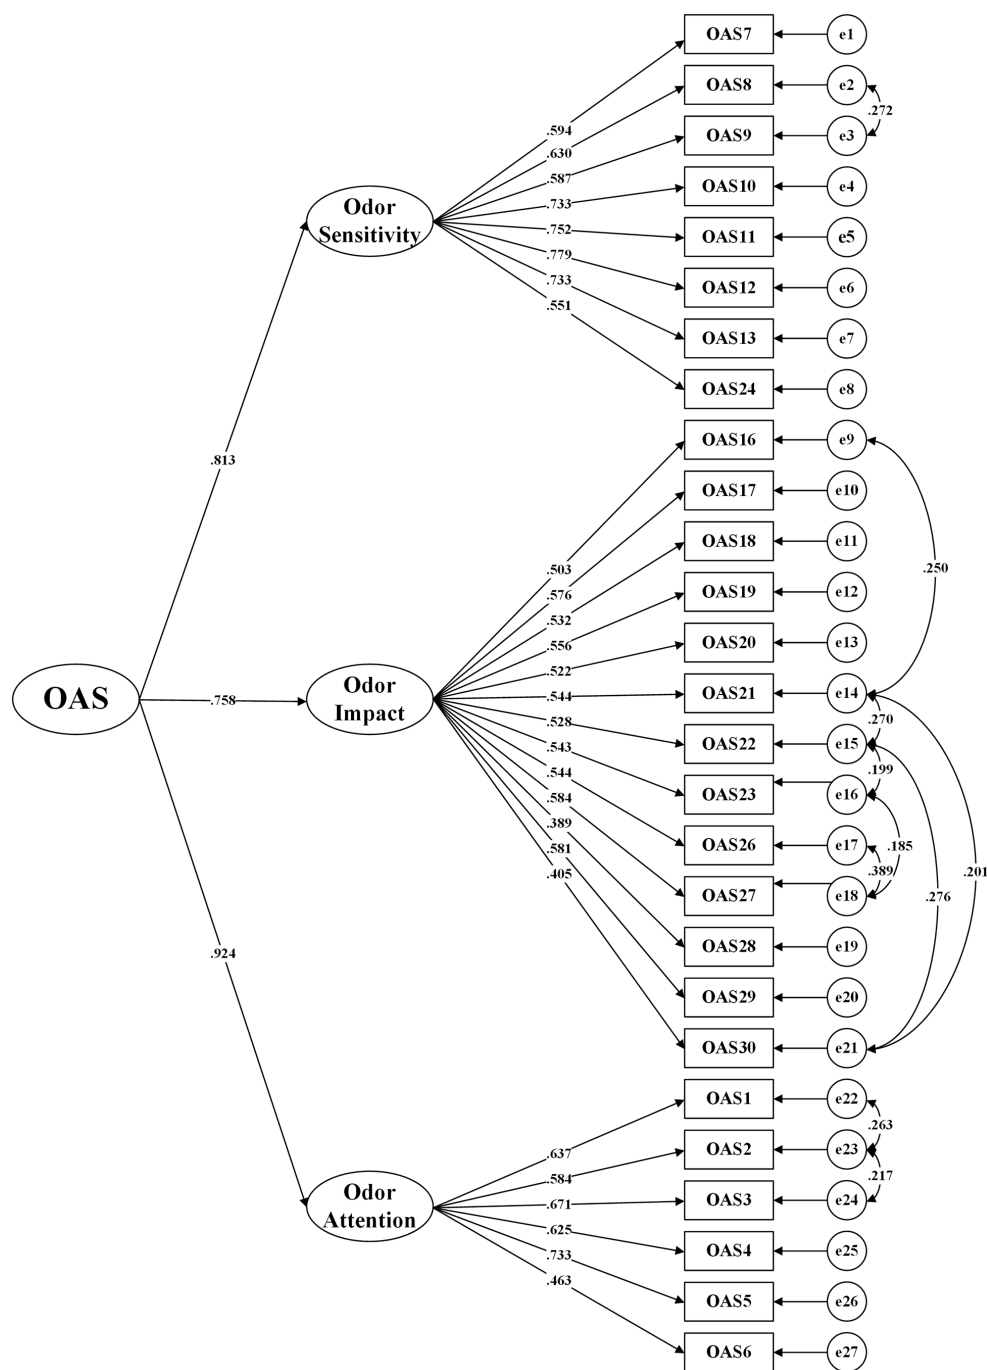 OAS7
e1
OAS8
e2
.272
OAS9
e3
.594
.630
.587
.733
.752
.779
.733
.551
OAS10
e4
Odor
Sensitivity
OAS11
e5
OAS12
e6
OAS13
e7
OAS24
e8
OAS16
e9
.813
OAS17
e10
OAS18
e11
.250
.503
.576
.532
.556
.522
.544
.528
.543
.544
.584
.389
.581
.405
OAS19
e12
OAS20
e13
OAS
.758
Odor
Impact
OAS21
e14
.270
OAS22
e15
.199
OAS23
e16
OAS26
e17
.185
.389
.201
OAS27
e18
.276
OAS28
e19
.924
OAS29
e20
OAS30
e21
OAS1
e22
.263
OAS2
e23
.217
.637
.584
.671
.625
.733
.463
Odor
Attention
OAS3
e24
OAS4
e25
OAS5
e26
OAS6
e27